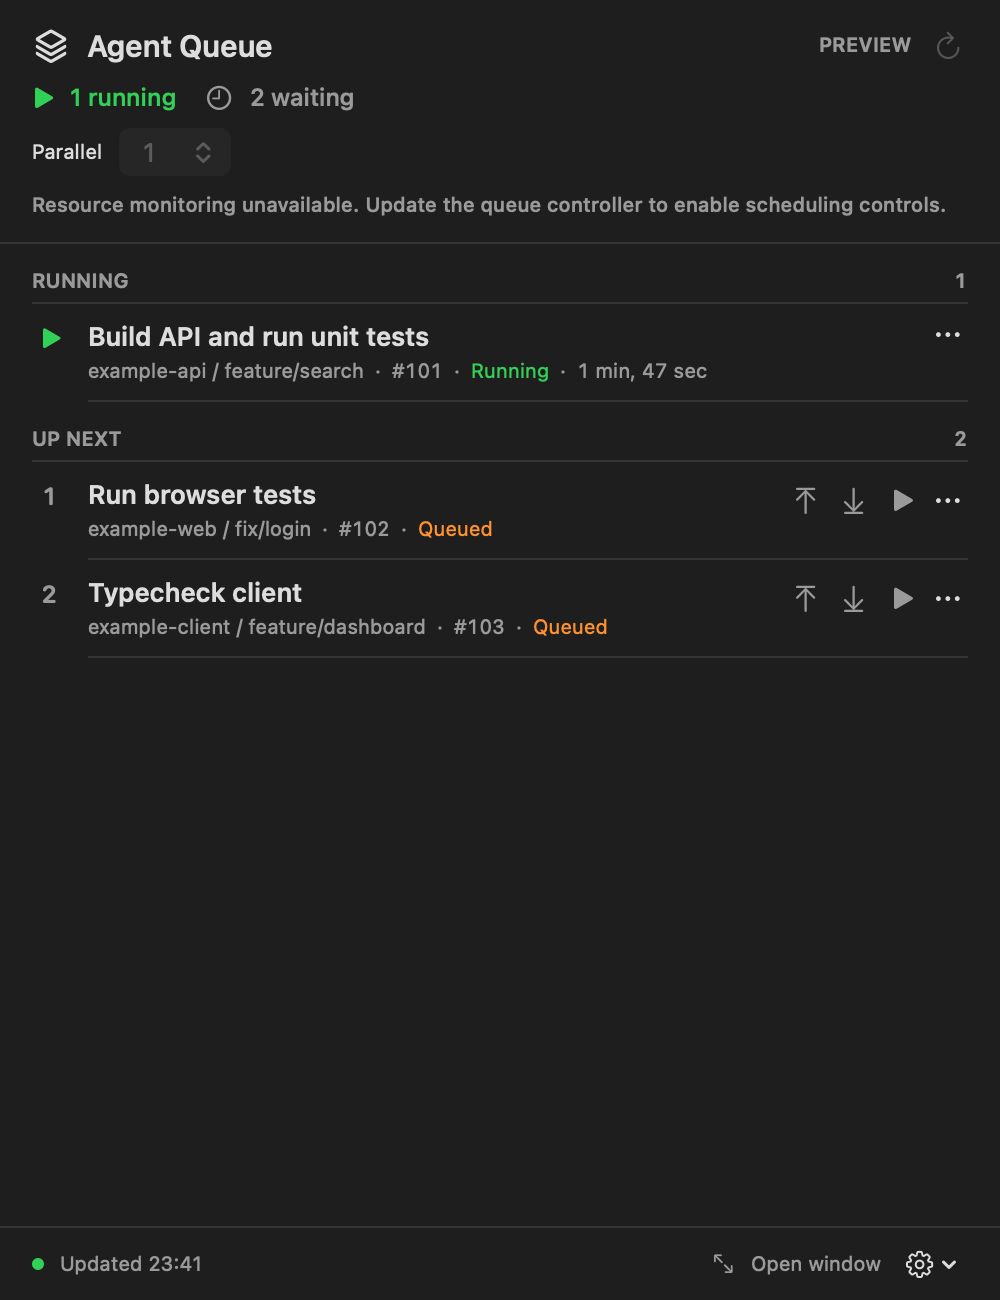 Agent Queue
PREVIEW
1 running
2 waiting
Parallel
1
Resource monitoring unavailable. Update the queue controller to enable scheduling controls.
RUNNING
1
Build API and run unit tests
example-api / feature/search · #101 · Running · 1 min, 47 sec
UP NEXT
2
1
Run browser tests
example-web / fix/login · #102 · Queued
2
Typecheck client
example-client / feature/dashboard · #103 · Queued
Updated 23:41
Open window